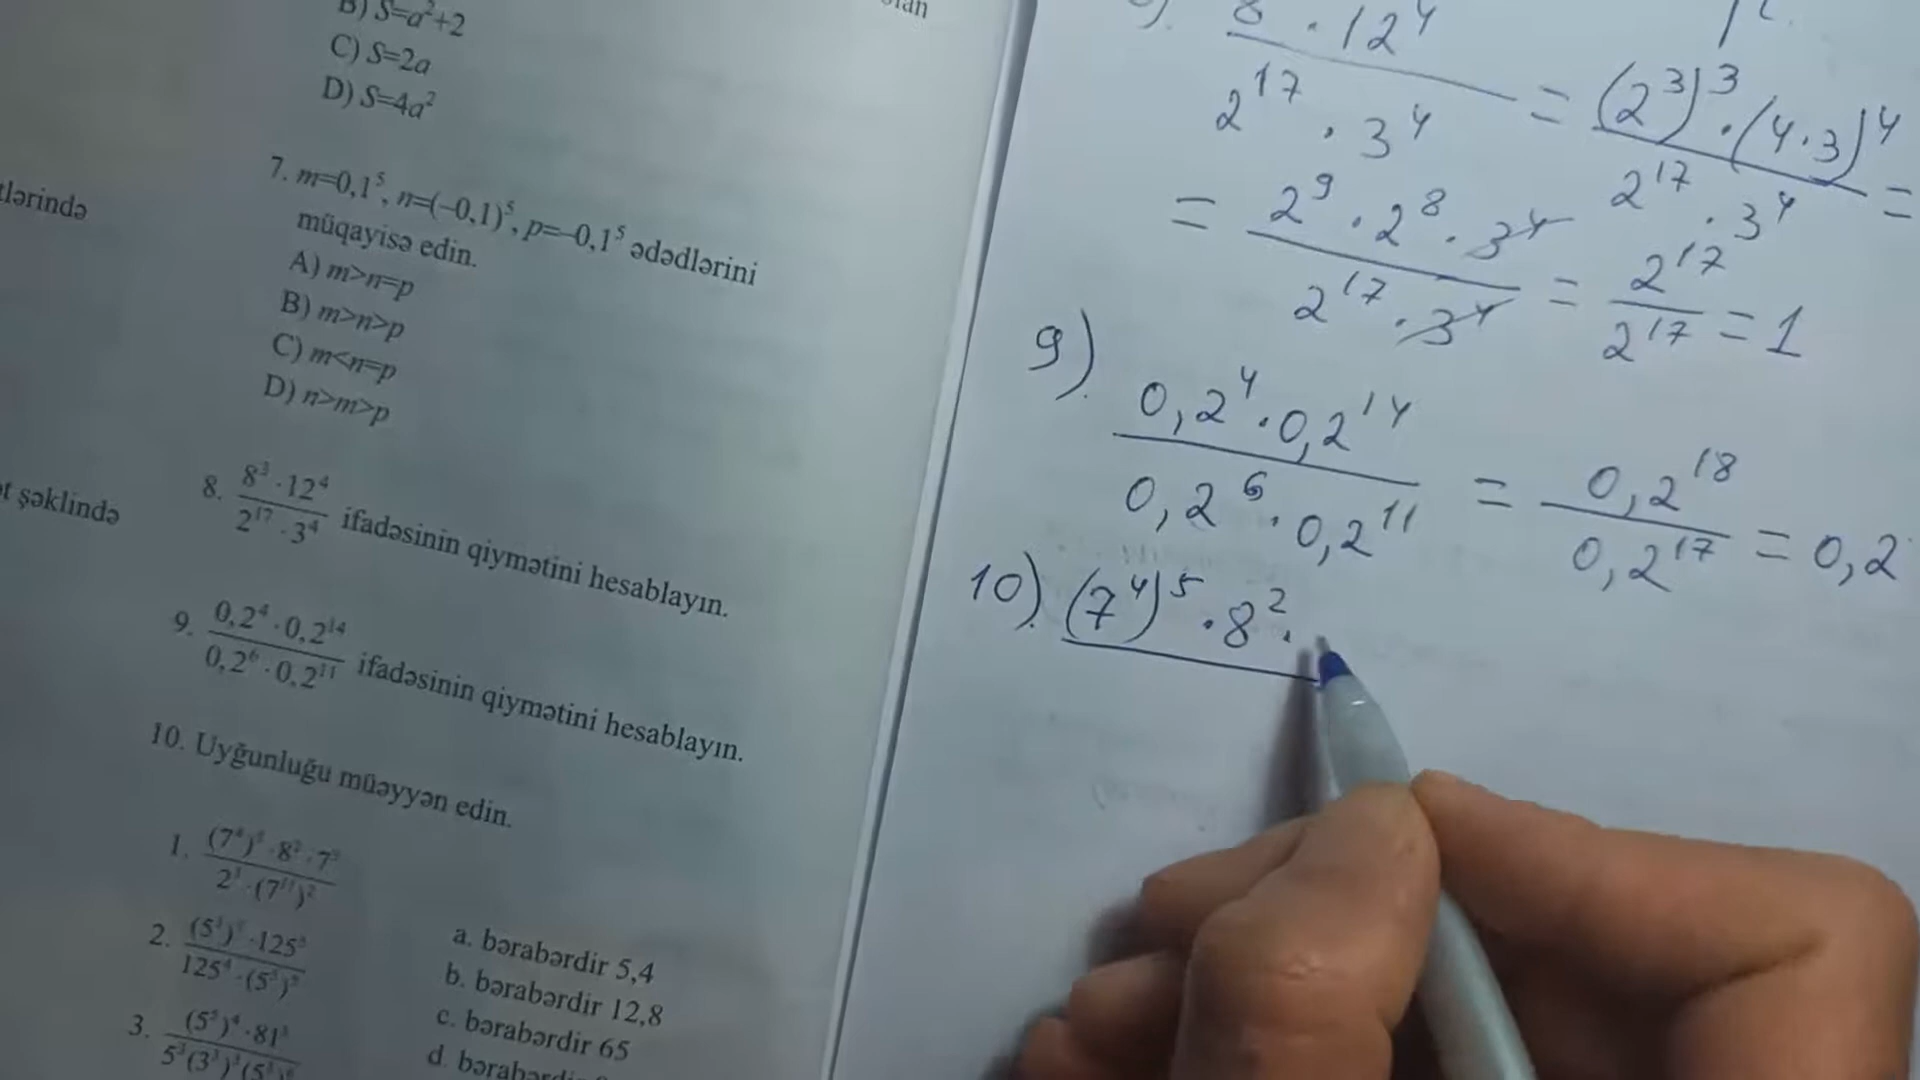 B) S=a²+2
C) S=2a
D) S=4a²
7. m=0,1⁵, n=(–0,1)⁵, p=–0,1⁵ ədədlərini
müqayisə edin.
A) m>n=p
B) m>n>p
C) m<n=p
D) n>m>p
8. 8³ · 12⁴ / 2¹⁷ · 3⁴ ifadəsinin qiymətini hesablayın.
9. 0,2⁴ · 0,2¹⁴ / 0,2⁶ · 0,2¹¹ ifadəsinin qiymətini hesablayın.
10. Uyğunluğu müəyyən edin.
1.
2.
3.
a. bərabərdir 5,4
b. bərabərdir 12,8
c. bərabərdir 65
d.
tlərində
şəklində
8 · 12⁴ / 2¹⁷ · 3⁴ = (2³)³ · (4·3)⁴ / 2¹⁷ · 3⁴ =
= 2⁹ · 2⁸ · 3⁴ / 2¹⁷ · 3⁴ = 2¹⁷ / 2¹⁷ = 1
9) 0,2⁴ · 0,2¹⁴ / 0,2⁶ · 0,2¹¹ = 0,2¹⁸ / 0,2¹⁷ = 0,2
10). (7⁴)⁵ · 8² ·